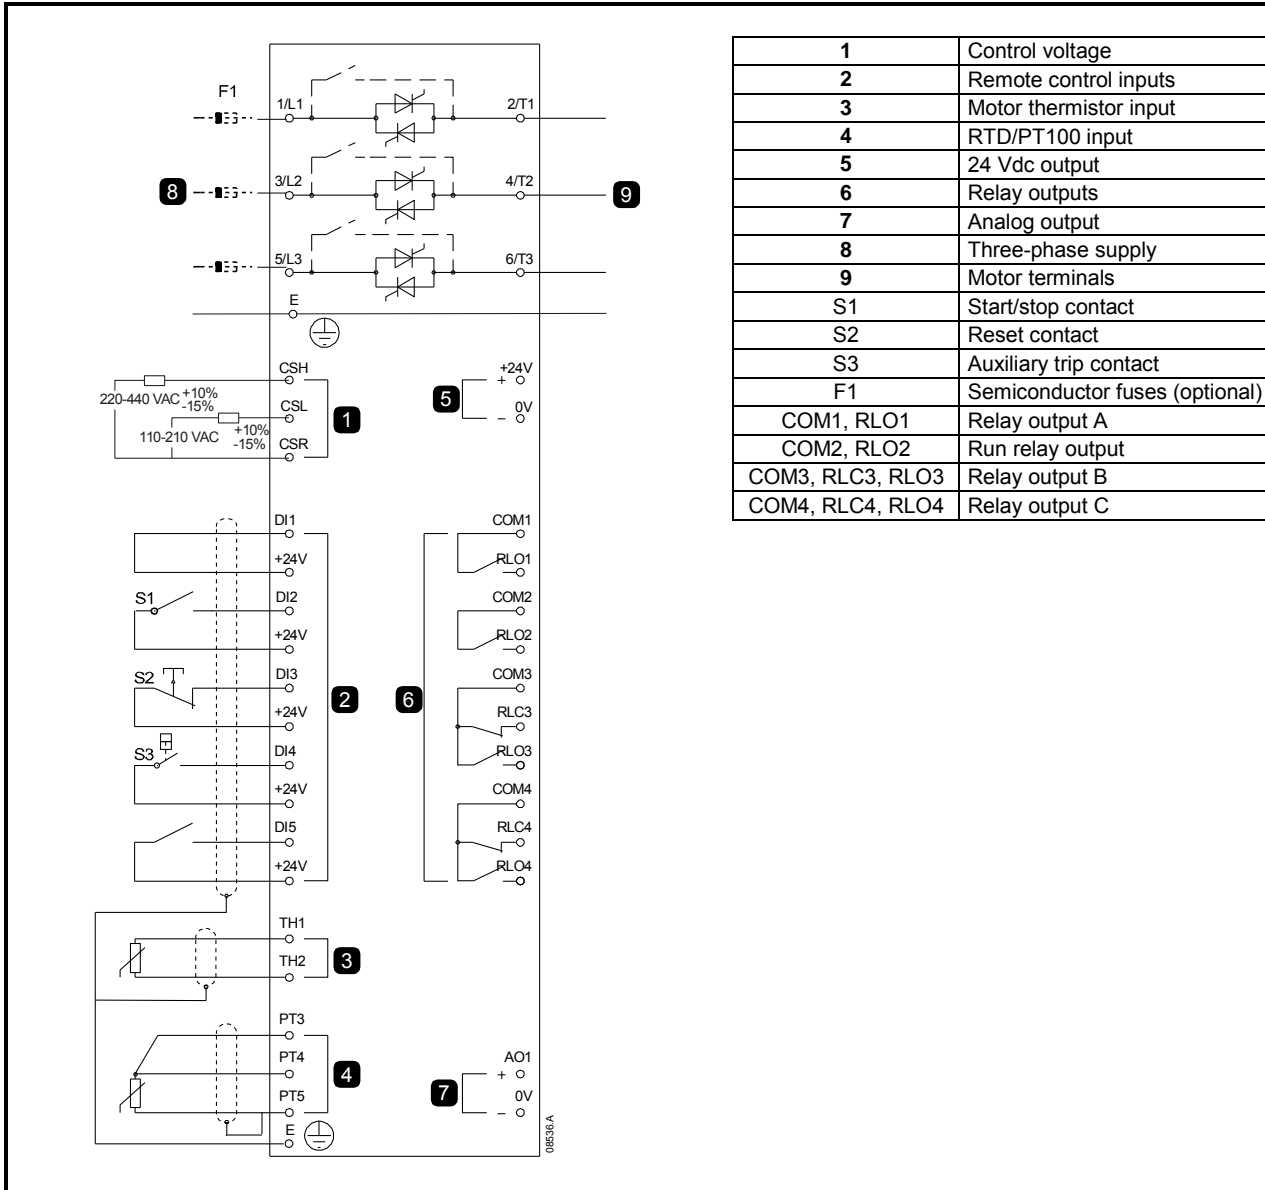 F1
1/L1
2/T1
8
3/L2
4/T2
9
5/L3
6/T3
E
CSH
220-440 VAC +10% -15%
CSL
110-210 VAC +10% -15%
CSR
1
+24V
+
5
0V
–
DI1
+24V
S1
DI2
+24V
S2
DI3
+24V
2
S3
DI4
+24V
DI5
+24V
COM1
RLO1
COM2
RLO2
COM3
6
RLC3
RLO3
COM4
RLC4
RLO4
TH1
TH2
3
PT3
PT4
4
PT5
E
AO1
+
7
0V
–
08536.A
1 Control voltage
2 Remote control inputs
3 Motor thermistor input
4 RTD/PT100 input
5 24 Vdc output
6 Relay outputs
7 Analog output
8 Three-phase supply
9 Motor terminals
S1 Start/stop contact
S2 Reset contact
S3 Auxiliary trip contact
F1 Semiconductor fuses (optional)
COM1, RLO1 Relay output A
COM2, RLO2 Run relay output
COM3, RLC3, RLO3 Relay output B
COM4, RLC4, RLO4 Relay output C